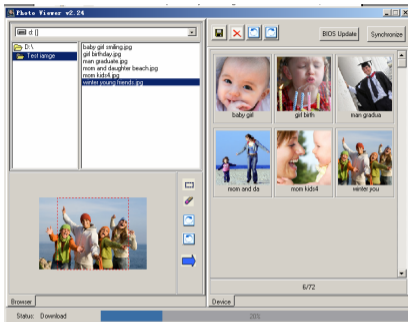 Photo Viewer v2.24
d: []
D:\
Test iamge
baby girl smiling.jpg
girl birthday.jpg
man graduate.jpg
mom and daughter beach.jpg
mom kids4.jpg
winter young friends.jpg
Browser
BIOS Update
Synchronize
baby girl
girl birth
man gradua
mom and da
mom kids4
winter you
6/72
Device
Status: Download
20%